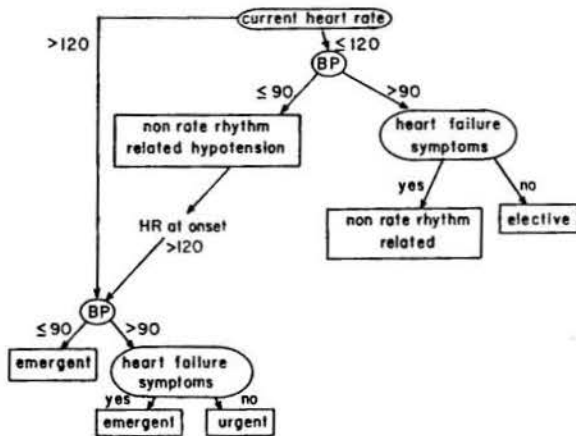 current heart rate
>120
≤120
BP
≤90
>90
non rate rhythm
related hypotension
heart failure
symptoms
yes
no
HR at onset
>120
non rate rhythm
related
elective
BP
≤90
>90
emergent
heart failure
symptoms
yes
no
emergent
urgent